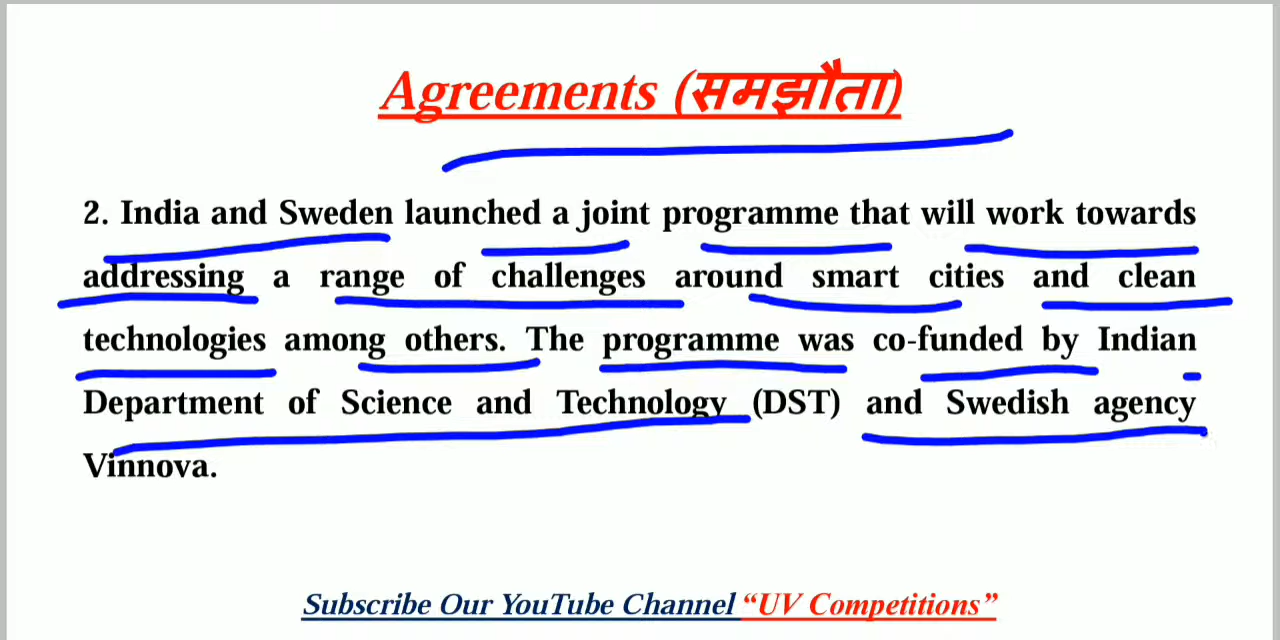 Agreements (समझौता)
2. India and Sweden launched a joint programme that will work towards
addressing a range of challenges around smart cities and clean
technologies among others. The programme was co-funded by Indian
Department of Science and Technology (DST) and Swedish agency
Vinnova.
Subscribe Our YouTube Channel “UV Competitions”